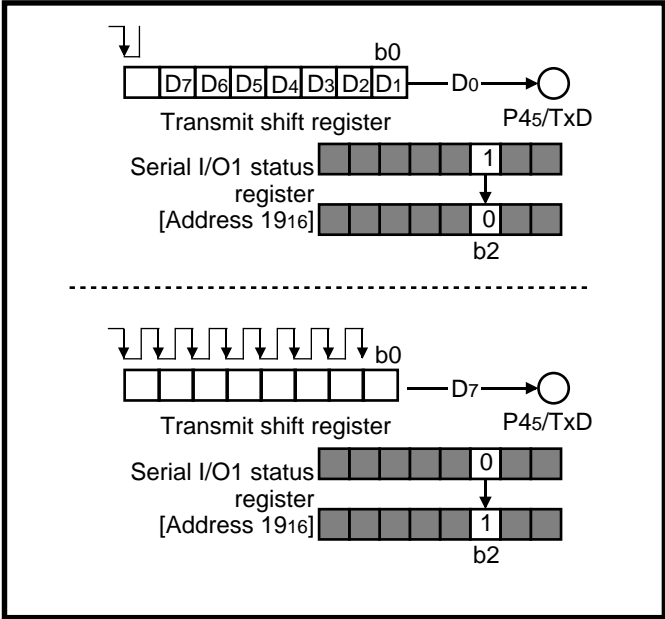 b0
D7 D6 D5 D4 D3 D2 D1 D0
Transmit shift register P45/TxD
Serial I/O1 status register [Address 1916]
1
0
b2
b0
D7
Transmit shift register P45/TxD
Serial I/O1 status register [Address 1916]
0
1
b2